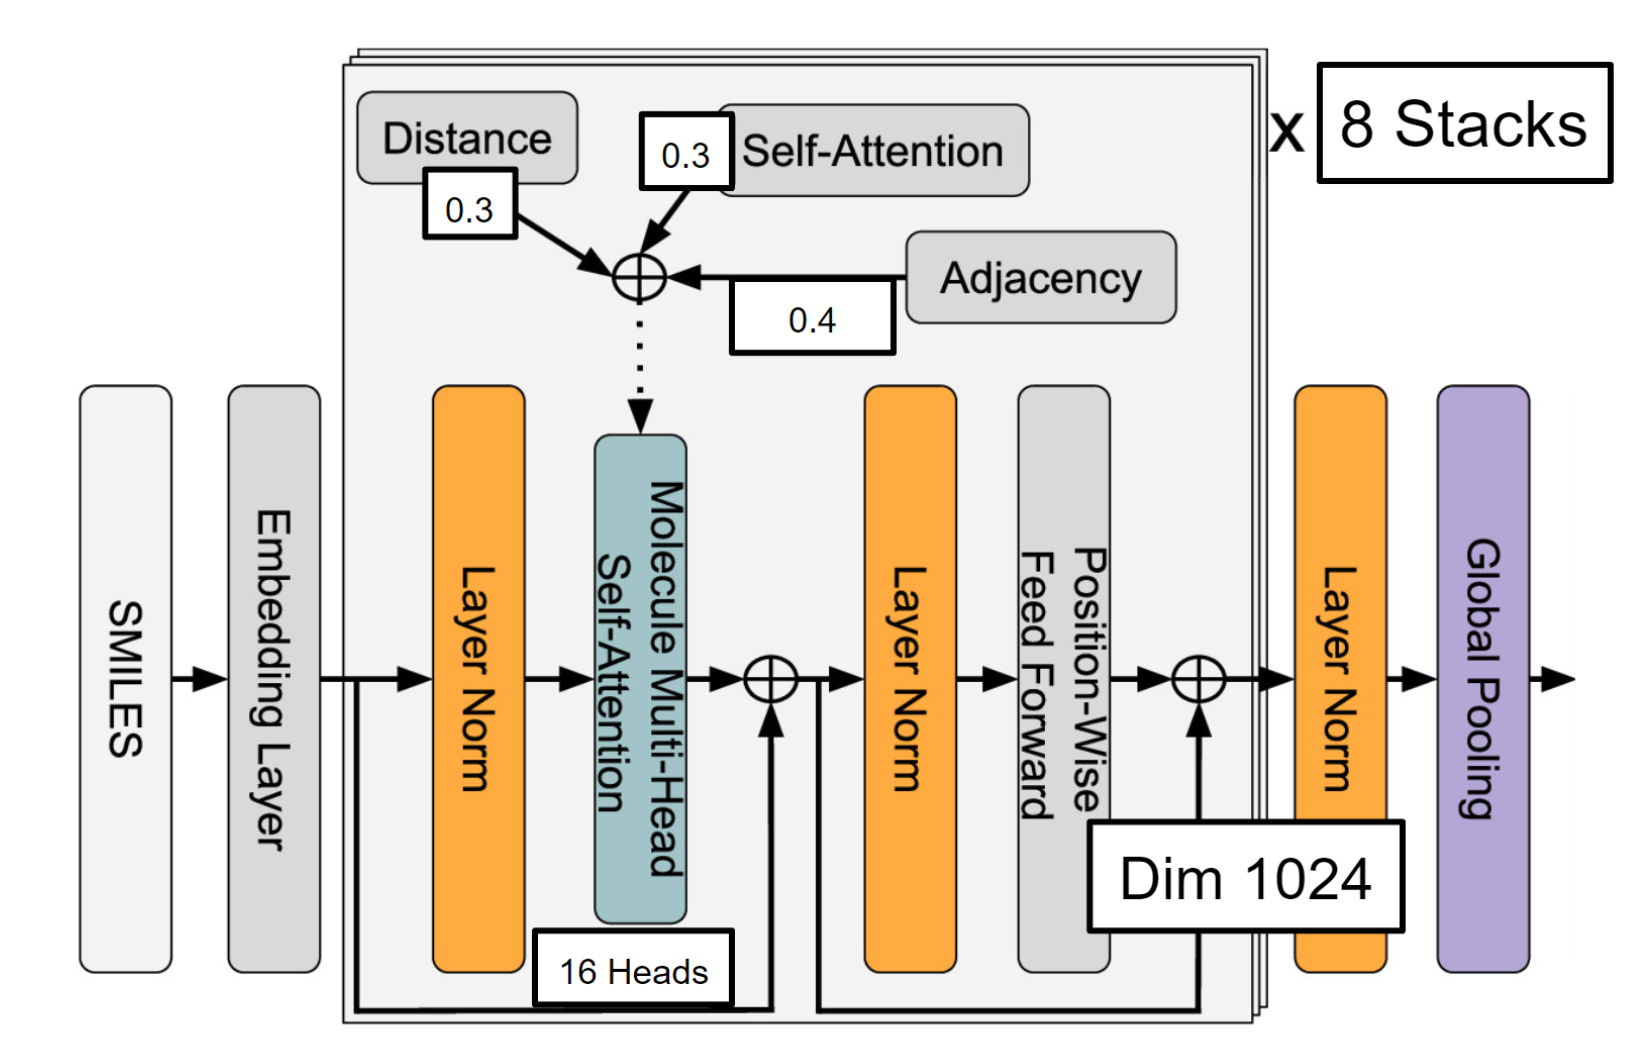 Distance
0.3
0.3
Self-Attention
Adjacency
0.4
x
8 Stacks
SMILES
Embedding Layer
Layer Norm
Molecule Multi-Head
Self-Attention
16 Heads
Layer Norm
Position-Wise
Feed Forward
Dim 1024
Layer Norm
Global Pooling